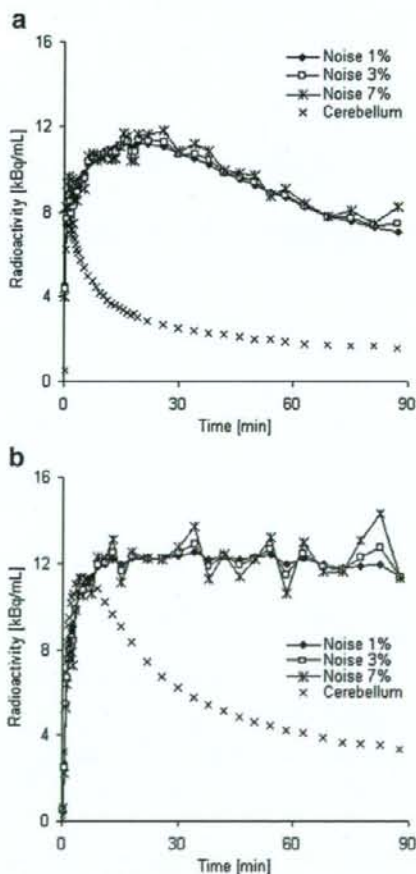 a
16
12
8
4
0
Radioactivity [kBq/mL]
Noise 1%
Noise 3%
Noise 7%
Cerebellum
0 30 60 90
Time [min]
b
16
12
8
4
0
Radioactivity [kBq/mL]
Noise 1%
Noise 3%
Noise 7%
Cerebellum
0 30 60 90
Time [min]